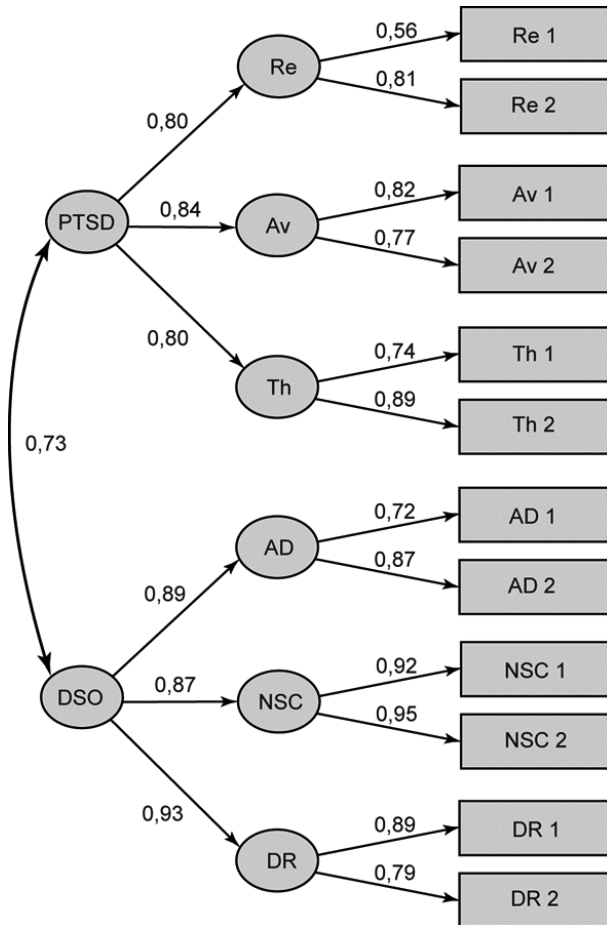 0,56
Re 1
Re
0,81
Re 2
0,80
0,82
Av 1
PTSD
0,84
Av
0,77
Av 2
0,80
0,74
Th 1
Th
0,89
Th 2
0,73
0,72
AD 1
AD
0,87
AD 2
0,89
0,92
NSC 1
DSO
0,87
NSC
0,95
NSC 2
0,93
0,89
DR 1
DR
0,79
DR 2